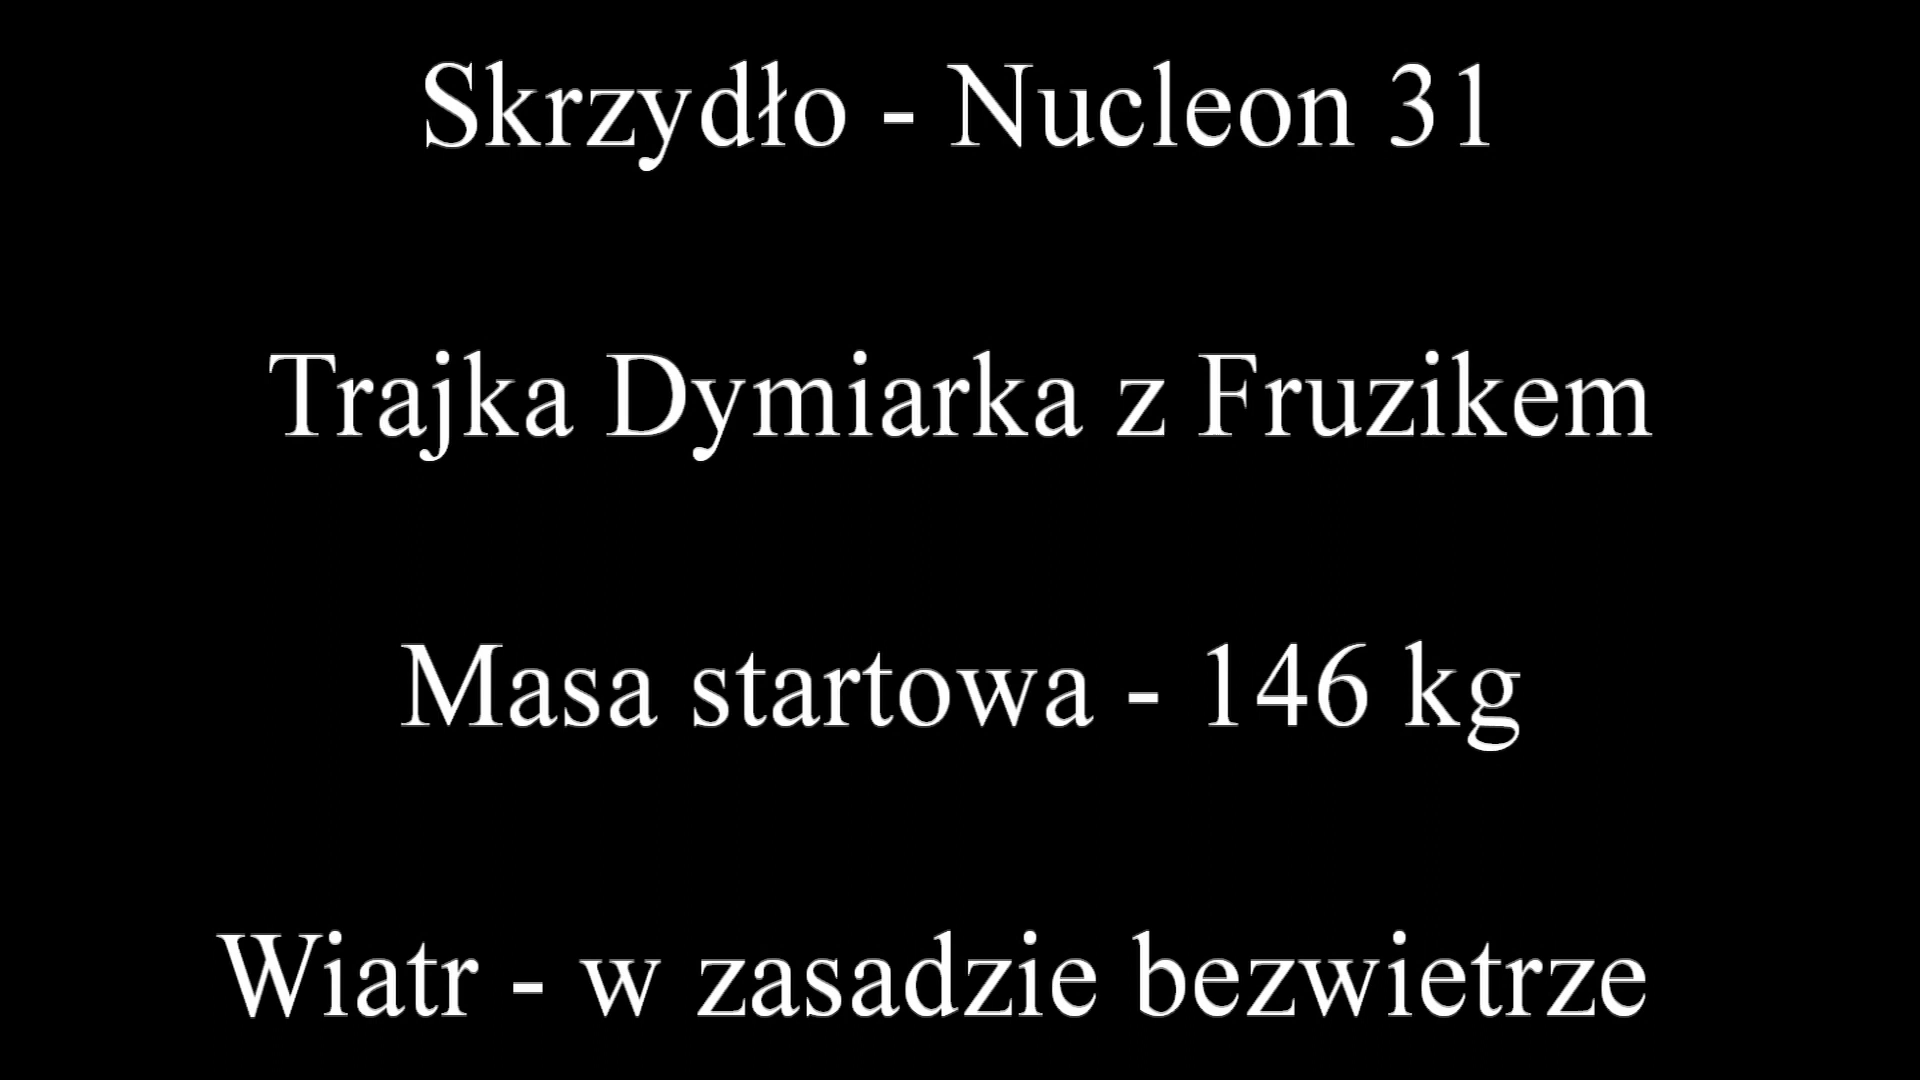 Skrzydło - Nucleon 31
Trajka Dymiarka z Fruzikem
Masa startowa - 146 kg
Wiatr - w zasadzie bezwietrze